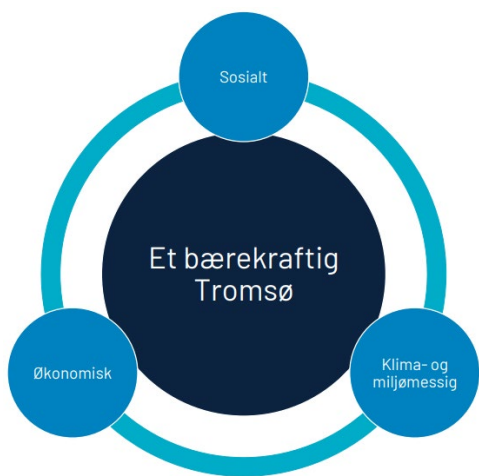 Sosialt
Et bærekraftig
Tromsø
Økonomisk
Klima- og
miljømessig